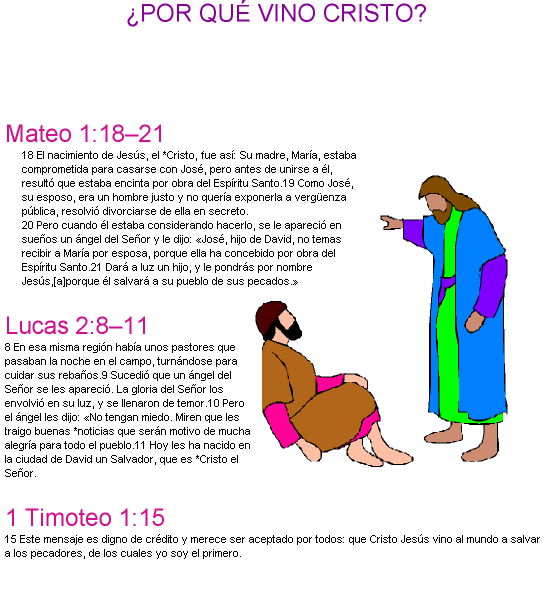 ¿POR QUÉ VINO CRISTO?
Mateo 1:18–21
18 El nacimiento de Jesús, el *Cristo, fue así: Su madre, María, estaba
comprometida para casarse con José, pero antes de unirse a él,
resultó que estaba encinta por obra del Espíritu Santo.19 Como José,
su esposo, era un hombre justo y no quería exponerla a vergüenza
pública, resolvió divorciarse de ella en secreto.
20 Pero cuando él estaba considerando hacerlo, se le apareció en
sueños un ángel del Señor y le dijo: «José, hijo de David, no temas
recibir a María por esposa, porque ella ha concebido por obra del
Espíritu Santo.21 Dará a luz un hijo, y le pondrás por nombre
Jesús,[a]porque él salvará a su pueblo de sus pecados.»
Lucas 2:8–11
8 En esa misma región había unos pastores que
pasaban la noche en el campo, turnándose para
cuidar sus rebaños.9 Sucedió que un ángel del
Señor se les apareció. La gloria del Señor los
envolvió en su luz, y se llenaron de temor.10 Pero
el ángel les dijo: «No tengan miedo. Miren que les
traigo buenas *noticias que serán motivo de mucha
alegría para todo el pueblo.11 Hoy les ha nacido en
la ciudad de David un Salvador, que es *Cristo el
Señor.
1 Timoteo 1:15
15 Este mensaje es digno de crédito y merece ser aceptado por todos: que Cristo Jesús vino al mundo a salvar
a los pecadores, de los cuales yo soy el primero.